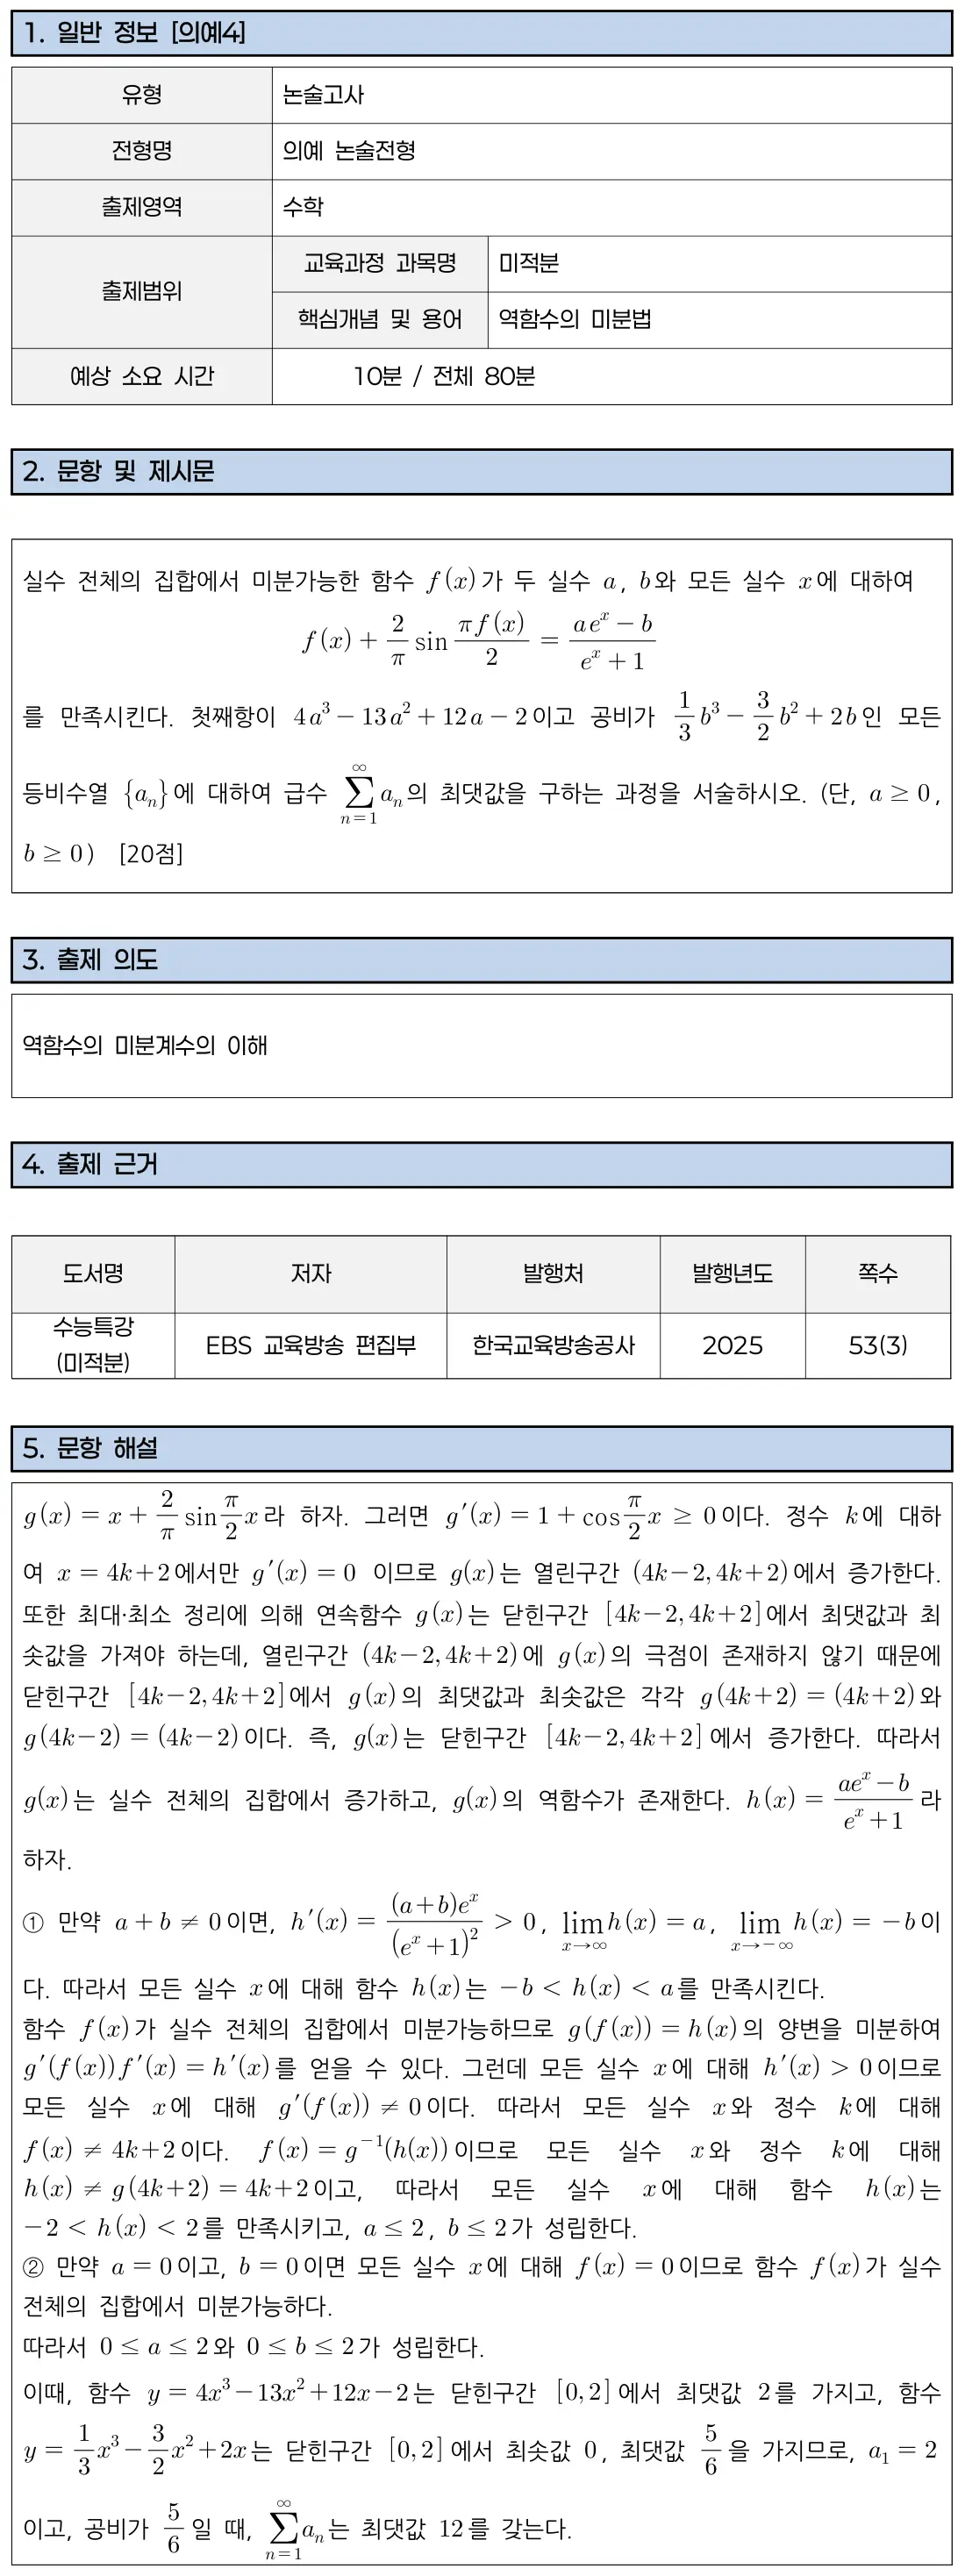 1. 일반 정보 [의예4]
유형 논술고사
전형명 의예 논술전형
출제영역 수학
출제범위 교육과정 과목명 미적분
핵심개념 및 용어 역함수의 미분법
예상 소요 시간 10분 / 전체 80분
2. 문항 및 제시문
실수 전체의 집합에서 미분가능한 함수 f(x)가 두 실수 a, b와 모든 실수 x에 대하여
f(x) + \frac{2}{π} sin \frac{πf(x)}{2} = \frac{ae^x − b}{e^x + 1}
를 만족시킨다. 첫째항이 4a^3 − 13a^2 + 12a − 2이고 공비가 \frac{1}{3}b^3 − \frac{3}{2}b^2 + 2b인 모든
등비수열 {a_n}에 대하여 급수 \sum_{n=1}^{∞} a_n의 최댓값을 구하는 과정을 서술하시오. (단, a ≥ 0,
b ≥ 0) [20점]
3. 출제 의도
역함수의 미분계수의 이해
4. 출제 근거
도서명 저자 발행처 발행년도 쪽수
수능특강
(미적분) EBS 교육방송 편집부 한국교육방송공사 2025 53(3)
5. 문항 해설
g(x) = x + \frac{2}{π} sin \frac{π}{2}x라 하자. 그러면 g′(x) = 1 + cos \frac{π}{2}x ≥ 0이다. 정수 k에 대하
여 x = 4k+2에서만 g′(x) = 0 이므로 g(x)는 열린구간 (4k−2, 4k+2)에서 증가한다.
또한 최대·최소 정리에 의해 연속함수 g(x)는 닫힌구간 [4k−2, 4k+2]에서 최댓값과 최
솟값을 가져야 하는데, 열린구간 (4k−2, 4k+2)에 g(x)의 극점이 존재하지 않기 때문에
닫힌구간 [4k−2, 4k+2]에서 g(x)의 최댓값과 최솟값은 각각 g(4k+2) = (4k+2)와
g(4k−2) = (4k−2)이다. 즉, g(x)는 닫힌구간 [4k−2, 4k+2]에서 증가한다. 따라서
g(x)는 실수 전체의 집합에서 증가하고, g(x)의 역함수가 존재한다. h(x) = \frac{ae^x − b}{e^x + 1}라
하자.
① 만약 a+b ≠ 0이면, h′(x) = \frac{(a+b)e^x}{(e^x+1)^2} > 0, \lim_{x→∞} h(x) = a, \lim_{x→−∞} h(x) = −b이
다. 따라서 모든 실수 x에 대해 함수 h(x)는 −b < h(x) < a를 만족시킨다.
함수 f(x)가 실수 전체의 집합에서 미분가능하므로 g(f(x)) = h(x)의 양변을 미분하여
g′(f(x))f′(x) = h′(x)를 얻을 수 있다. 그런데 모든 실수 x에 대해 h′(x) > 0이므로
모든 실수 x에 대해 g′(f(x)) ≠ 0이다. 따라서 모든 실수 x와 정수 k에 대해
f(x) ≠ 4k+2이다. f(x) = g^{−1}(h(x))이므로 모든 실수 x와 정수 k에 대해
h(x) ≠ g(4k+2) = 4k+2이고, 따라서 모든 실수 x에 대해 함수 h(x)는
−2 < h(x) < 2를 만족시키고, a ≤ 2, b ≤ 2가 성립한다.
② 만약 a = 0이고, b = 0이면 모든 실수 x에 대해 f(x) = 0이므로 함수 f(x)가 실수
전체의 집합에서 미분가능하다.
따라서 0 ≤ a ≤ 2와 0 ≤ b ≤ 2가 성립한다.
이때, 함수 y = 4x^3−13x^2+12x−2는 닫힌구간 [0, 2]에서 최댓값 2를 가지고, 함수
y = \frac{1}{3}x^3 − \frac{3}{2}x^2 + 2x는 닫힌구간 [0, 2]에서 최솟값 0, 최댓값 \frac{5}{6}을 가지므로, a_1 = 2
이고, 공비가 \frac{5}{6}일 때, \sum_{n=1}^{∞} a_n는 최댓값 12를 갖는다.